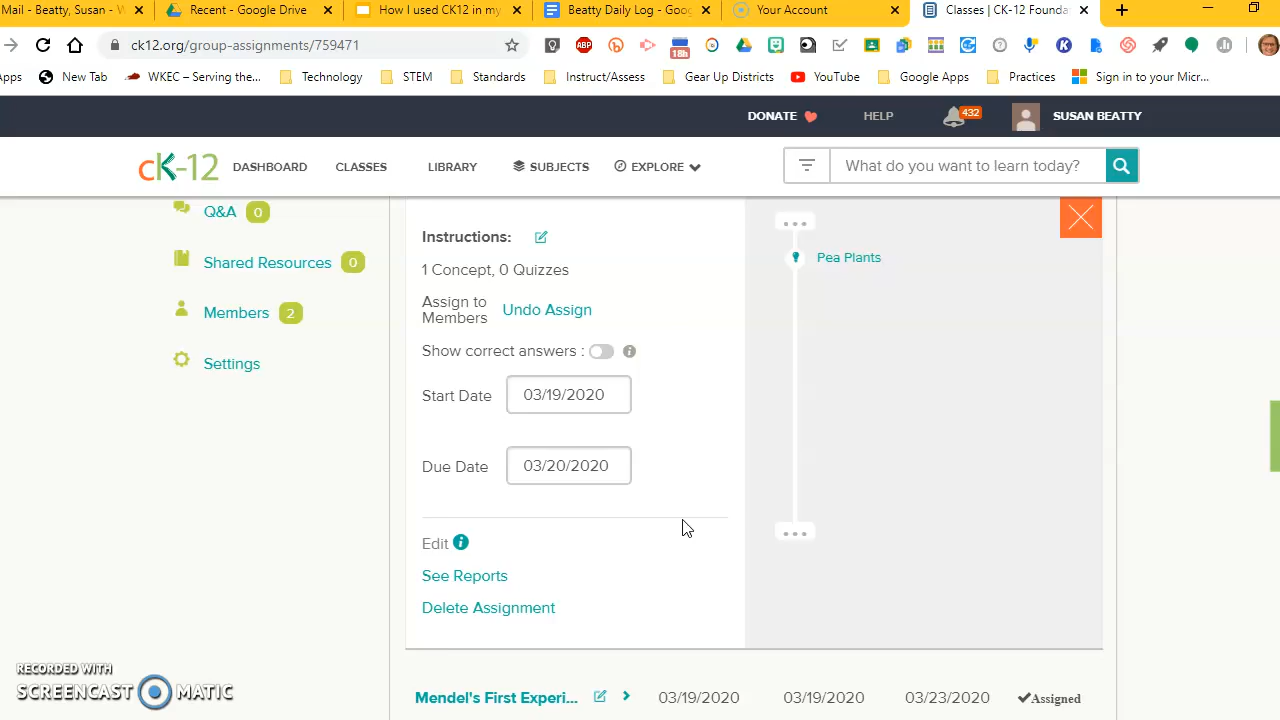 Mail - Beatty, Susan - W
Recent - Google Drive
How I used CK12 in my
Beatty Daily Log - Goog
Your Account
Classes | CK-12 Founda
ck12.org/group-assignments/759471
ABP
18h
K
Apps
New Tab
WKEC – Serving the...
Technology
STEM
Standards
Instruct/Assess
Gear Up Districts
YouTube
Google Apps
Practices
Sign in to your Micr...
DONATE
HELP
432
SUSAN BEATTY
cK-12
DASHBOARD
CLASSES
LIBRARY
SUBJECTS
EXPLORE
What do you want to learn today?
Q&A 0
Shared Resources 0
Members 2
Settings
Instructions:
1 Concept, 0 Quizzes
Assign to
Members
Undo Assign
Show correct answers :
Start Date 03/19/2020
Due Date 03/20/2020
Edit
See Reports
Delete Assignment
Pea Plants
Mendel's First Experi... 03/19/2020 03/19/2020 03/23/2020 Assigned
RECORDED WITH
SCREENCAST MATIC